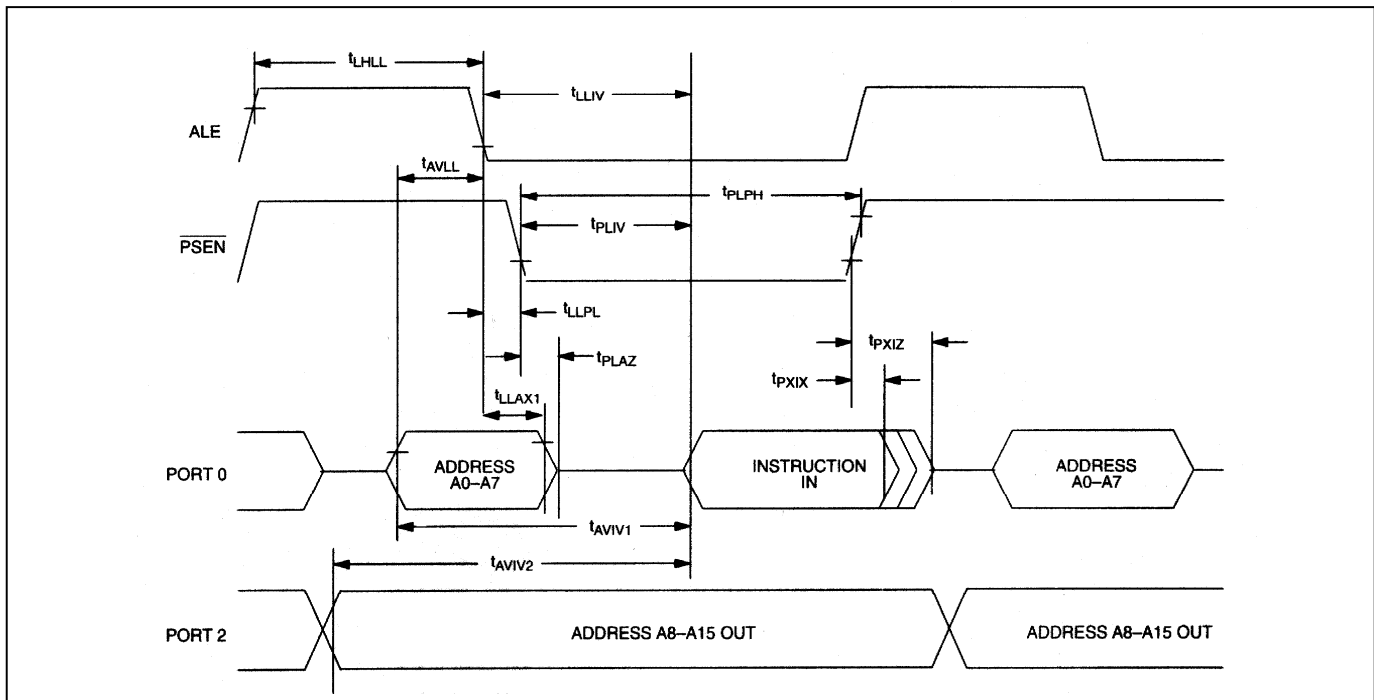 tLHLL
tLLIV
ALE
tAVLL
tPLPH
PSEN
tPLIV
tLLPL
tPLAZ
tPXIZ
tPXIX
tLLAX1
PORT 0
ADDRESS
A0–A7
INSTRUCTION
IN
ADDRESS
A0–A7
tAVIV1
tAVIV2
PORT 2
ADDRESS A8–A15 OUT
ADDRESS A8–A15 OUT